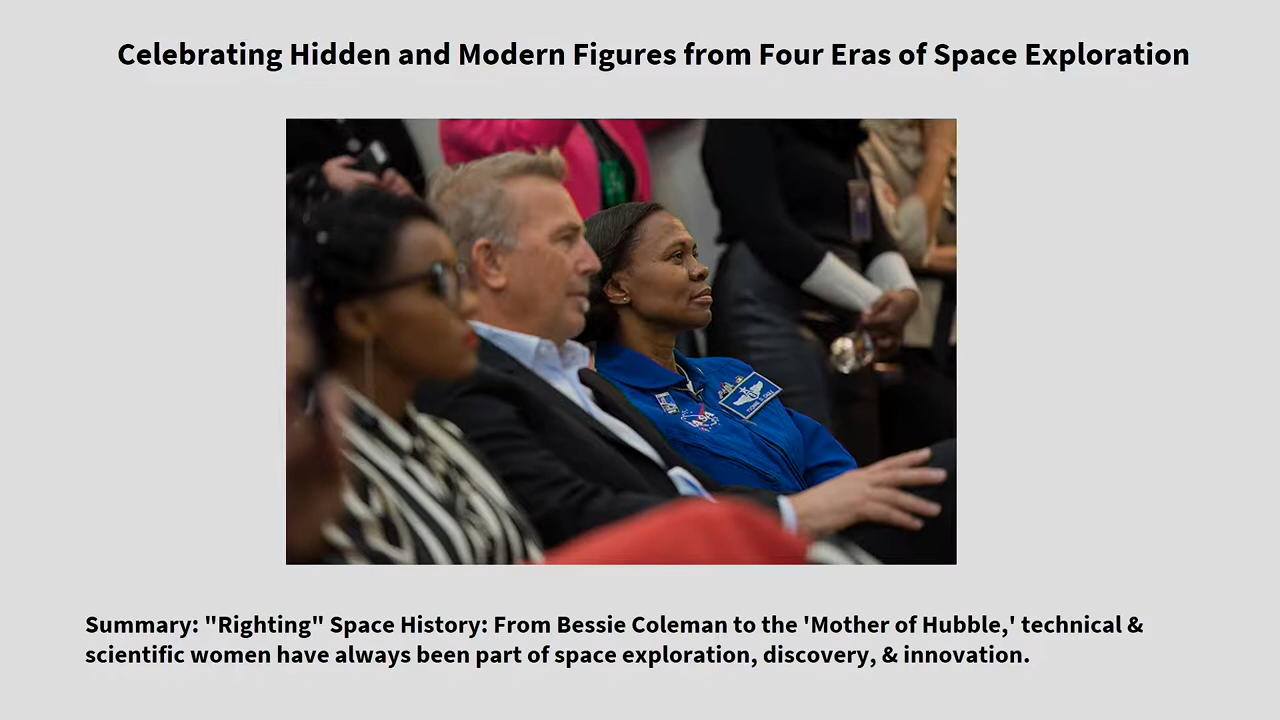 Celebrating Hidden and Modern Figures from Four Eras of Space Exploration
NASA
Summary: "Righting" Space History: From Bessie Coleman to the 'Mother of Hubble,' technical &
scientific women have always been part of space exploration, discovery, & innovation.